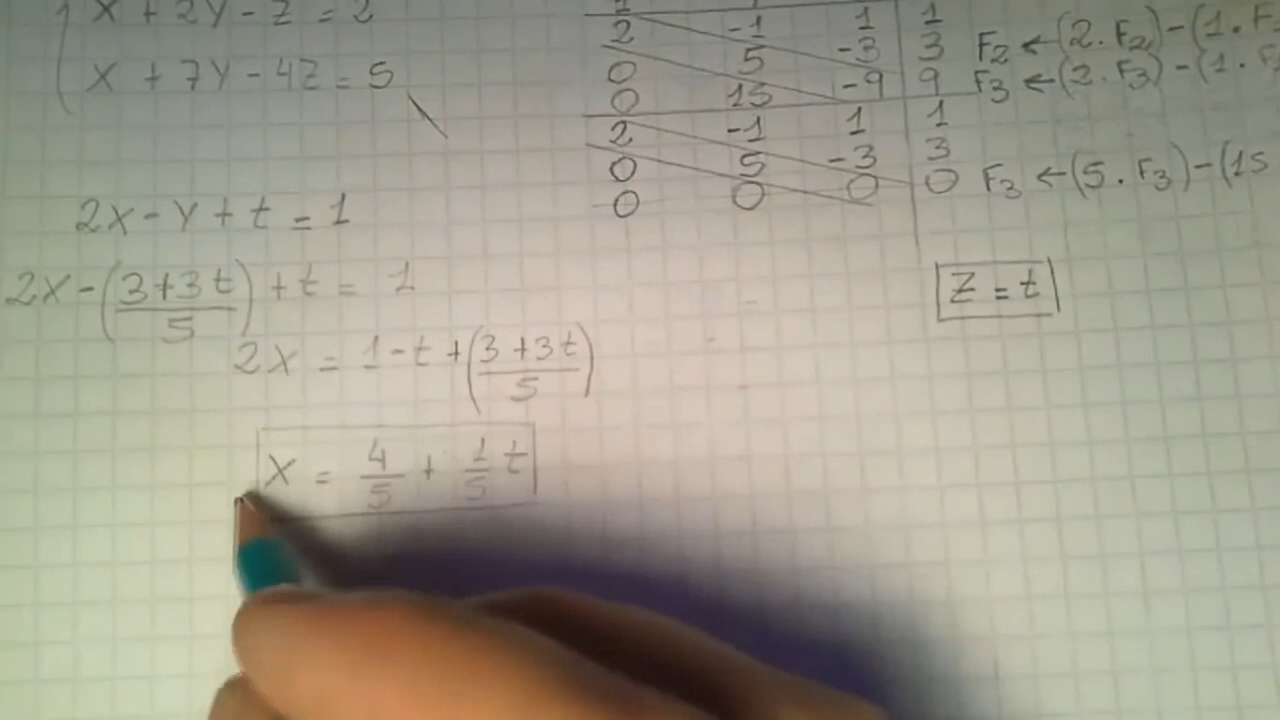 X + 2Y - Z = 2
X + 7Y - 4Z = 5
2X - Y + t = 1
2X - (3+3t / 5) + t = 1
2X = 1 - t + (3+3t / 5)
X = 4/5 + 1/5 t
2 -1 1 1
0 5 -3 3 F2 ← (2 . F2) - (1 . F
0 15 -9 9 F3 ← (2 . F3) - (1 . F
2 -1 1 1
0 5 -3 3
0 0 0 0 F3 ← (5 . F3) - (15
Z = t